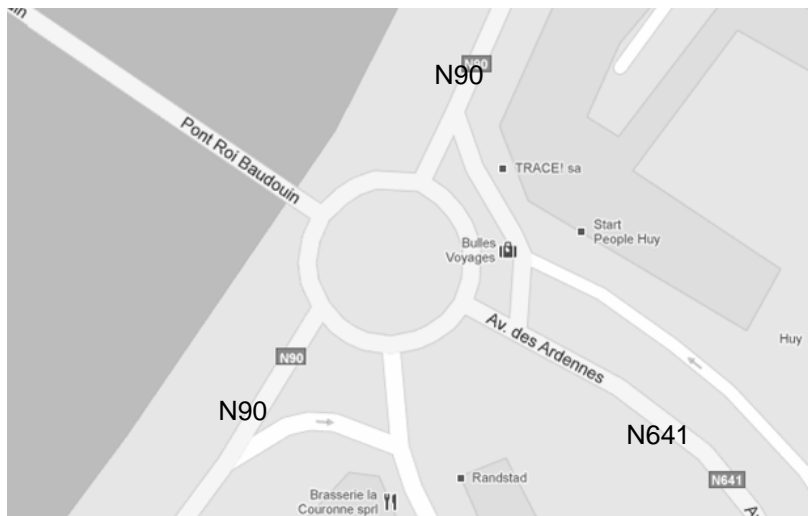 in
N90
N90
Pont Roi Baudouin
TRACE! sa
Start
People Huy
Bulles
Voyages
Av. des Ardennes
Huy
N90
N90
N641
Randstad
N641
Brasserie la
Couronne sprl
A